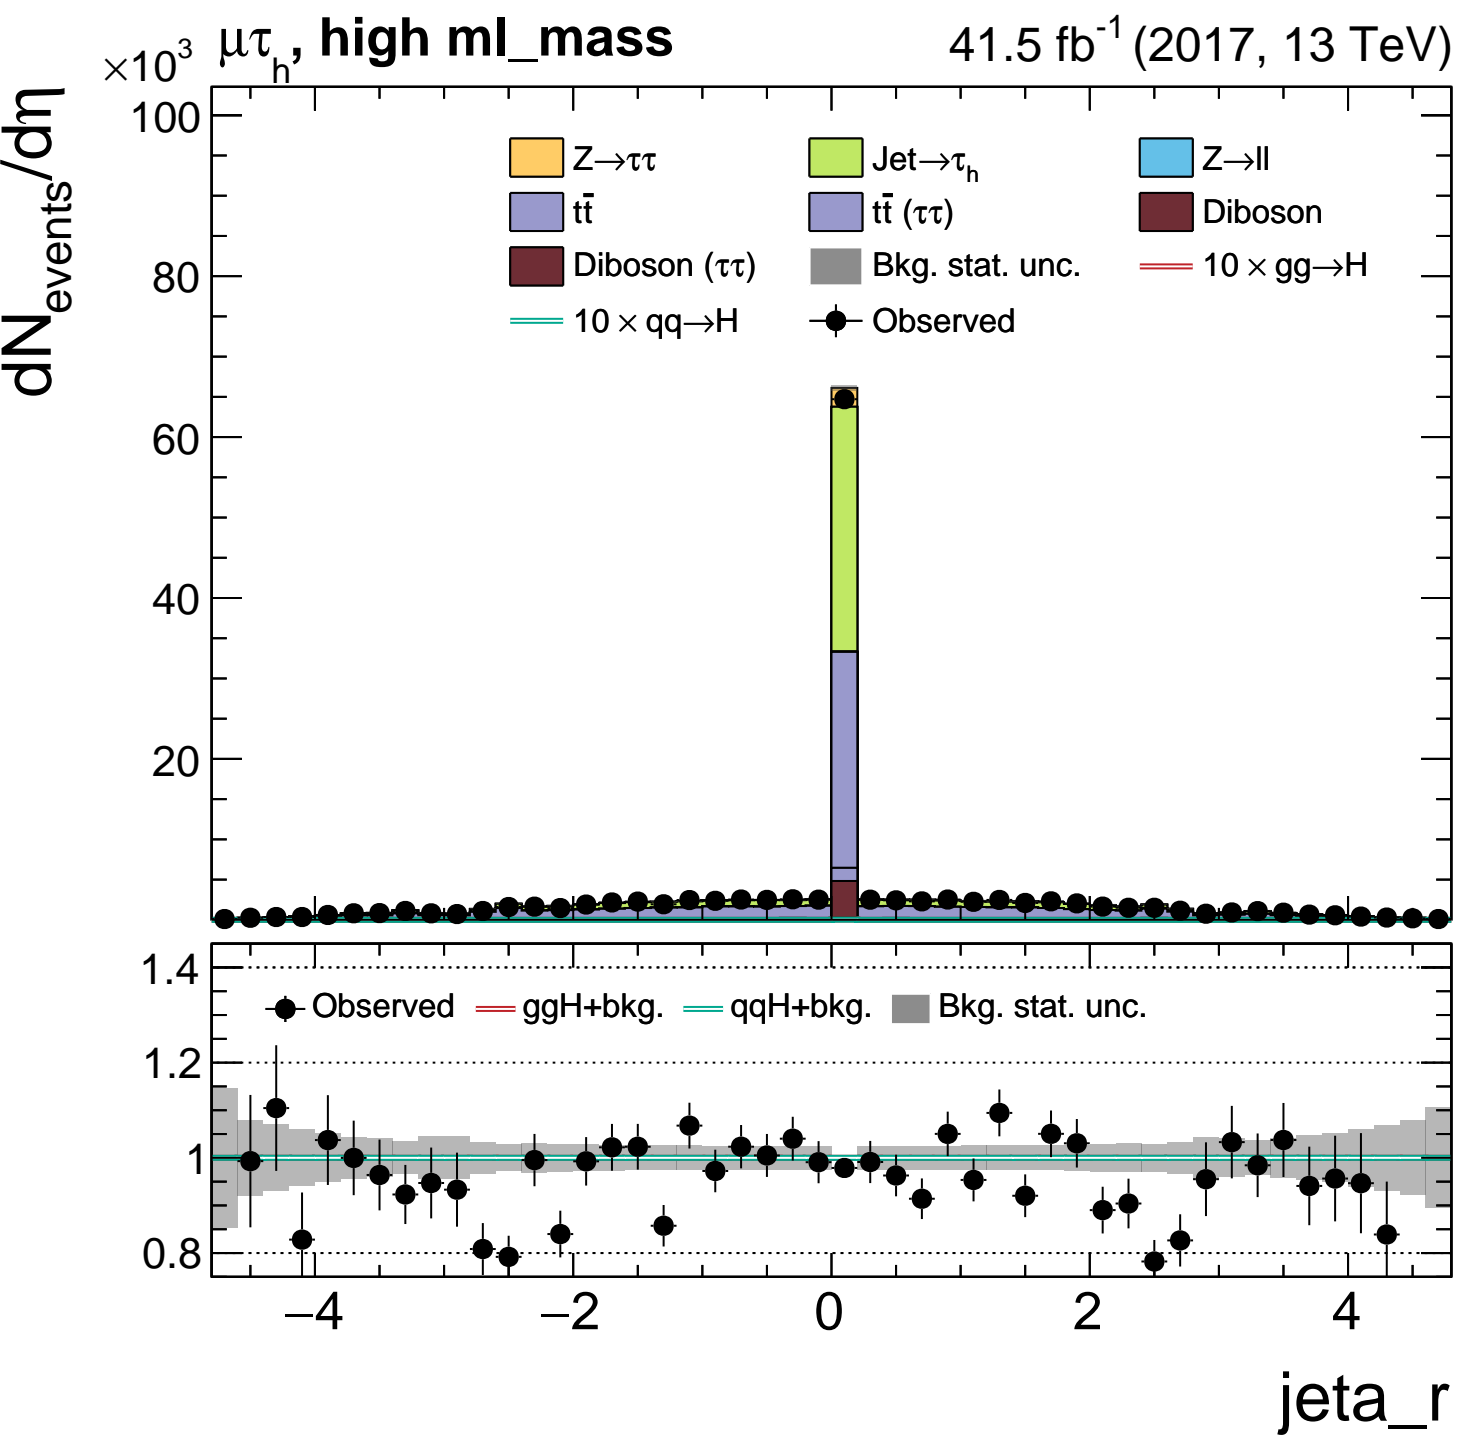 ×10³ μτₕ, high ml_mass 41.5 fb⁻¹ (2017, 13 TeV)
dN_events/dη
100
80
60
40
20
Z→ττ Jet→τₕ Z→ll
tt̄ tt̄ (ττ) Diboson
Diboson (ττ) Bkg. stat. unc. 10 × gg→H
10 × qq→H Observed
1.4
1.2
1
0.8
Observed ggH+bkg. qqH+bkg. Bkg. stat. unc.
−4 −2 0 2 4
jeta_r